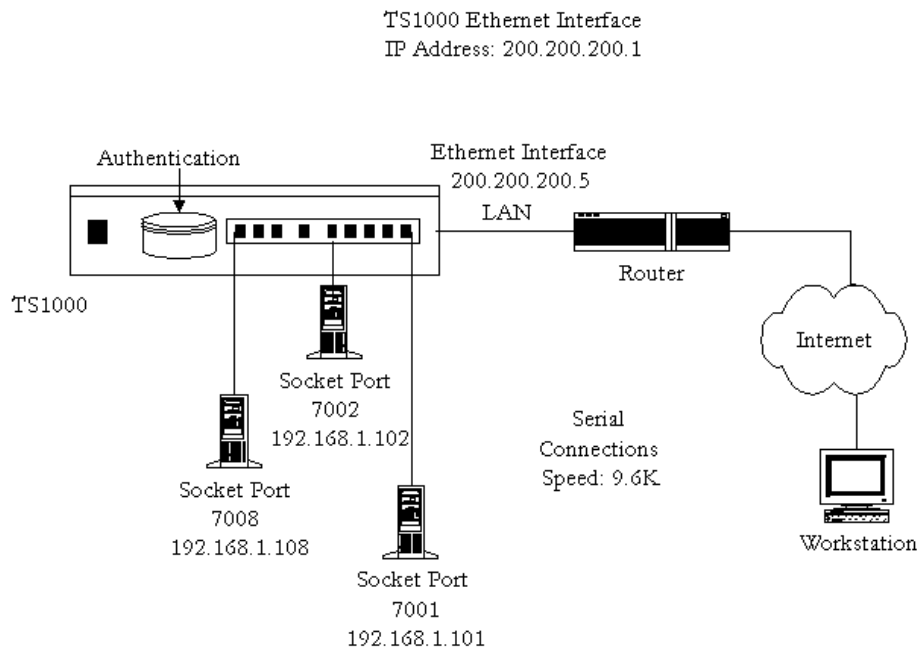 TS1000 Ethernet Interface
IP Address: 200.200.200.1
Authentication
Ethernet Interface
200.200.200.5
LAN
Router
TS1000
Internet
Socket Port
7002
192.168.1.102
Serial
Connections
Speed: 9.6K
Socket Port
7008
192.168.1.108
Workstation
Socket Port
7001
192.168.1.101